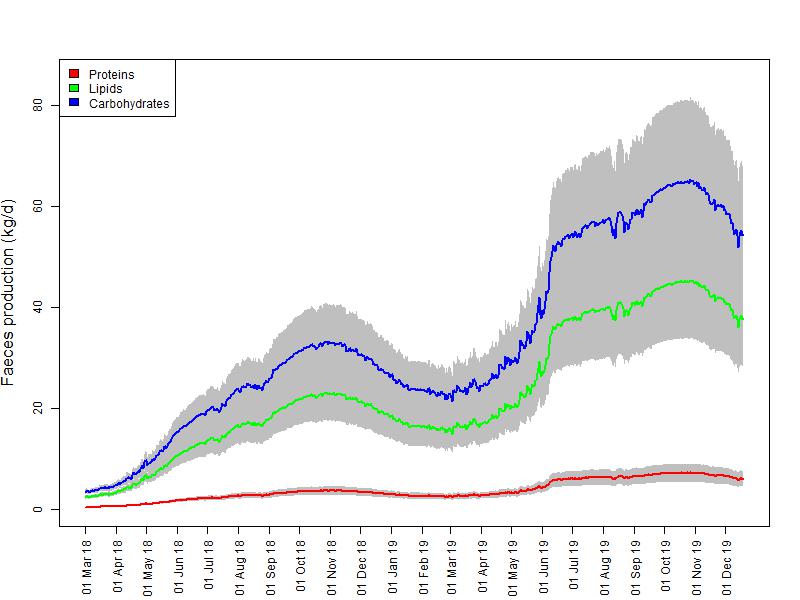 Proteins
Lipids
Carbohydrates
Faeces production (kg/d)
80
60
40
20
0
01 Mar 18
01 Apr 18
01 May 18
01 Jun 18
01 Jul 18
01 Aug 18
01 Sep 18
01 Oct 18
01 Nov 18
01 Dec 18
01 Jan 19
01 Feb 19
01 Mar 19
01 Apr 19
01 May 19
01 Jun 19
01 Jul 19
01 Aug 19
01 Sep 19
01 Oct 19
01 Nov 19
01 Dec 19